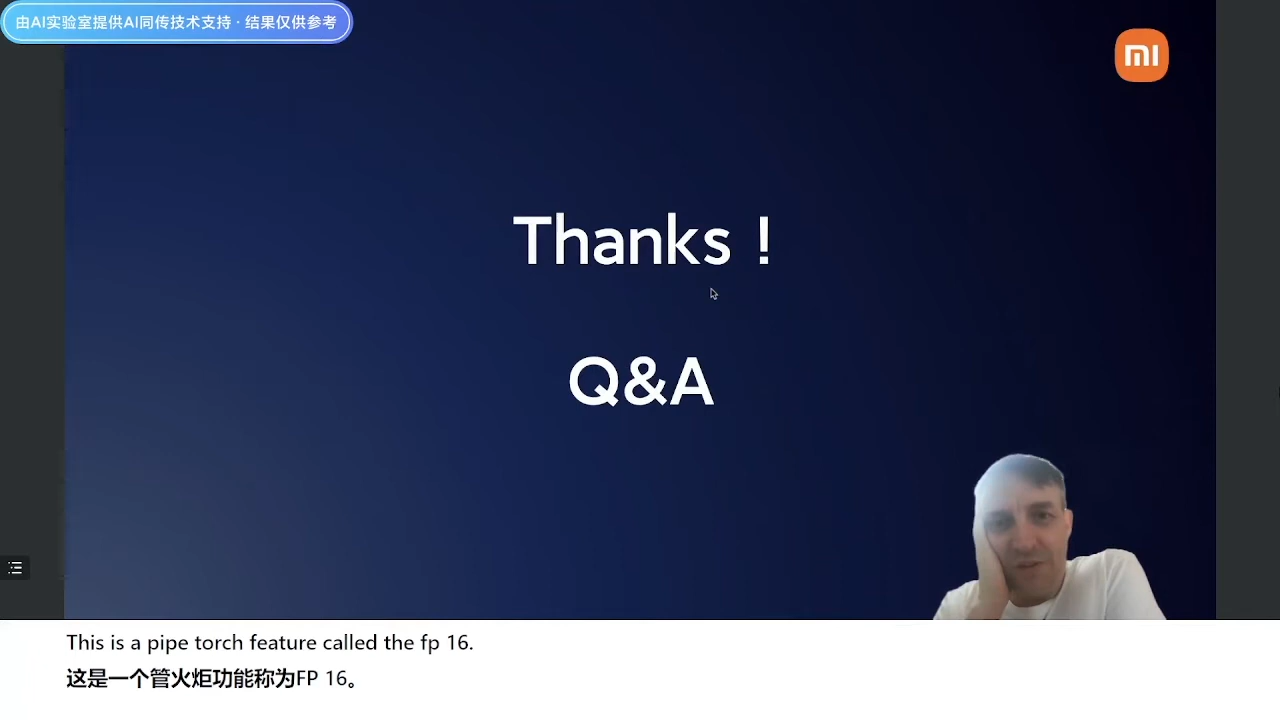 由AI实验室提供AI同传技术支持 · 结果仅供参考
mi
Thanks !
Q&A
This is a pipe torch feature called the fp 16.
这是一个管火炬功能称为FP 16。